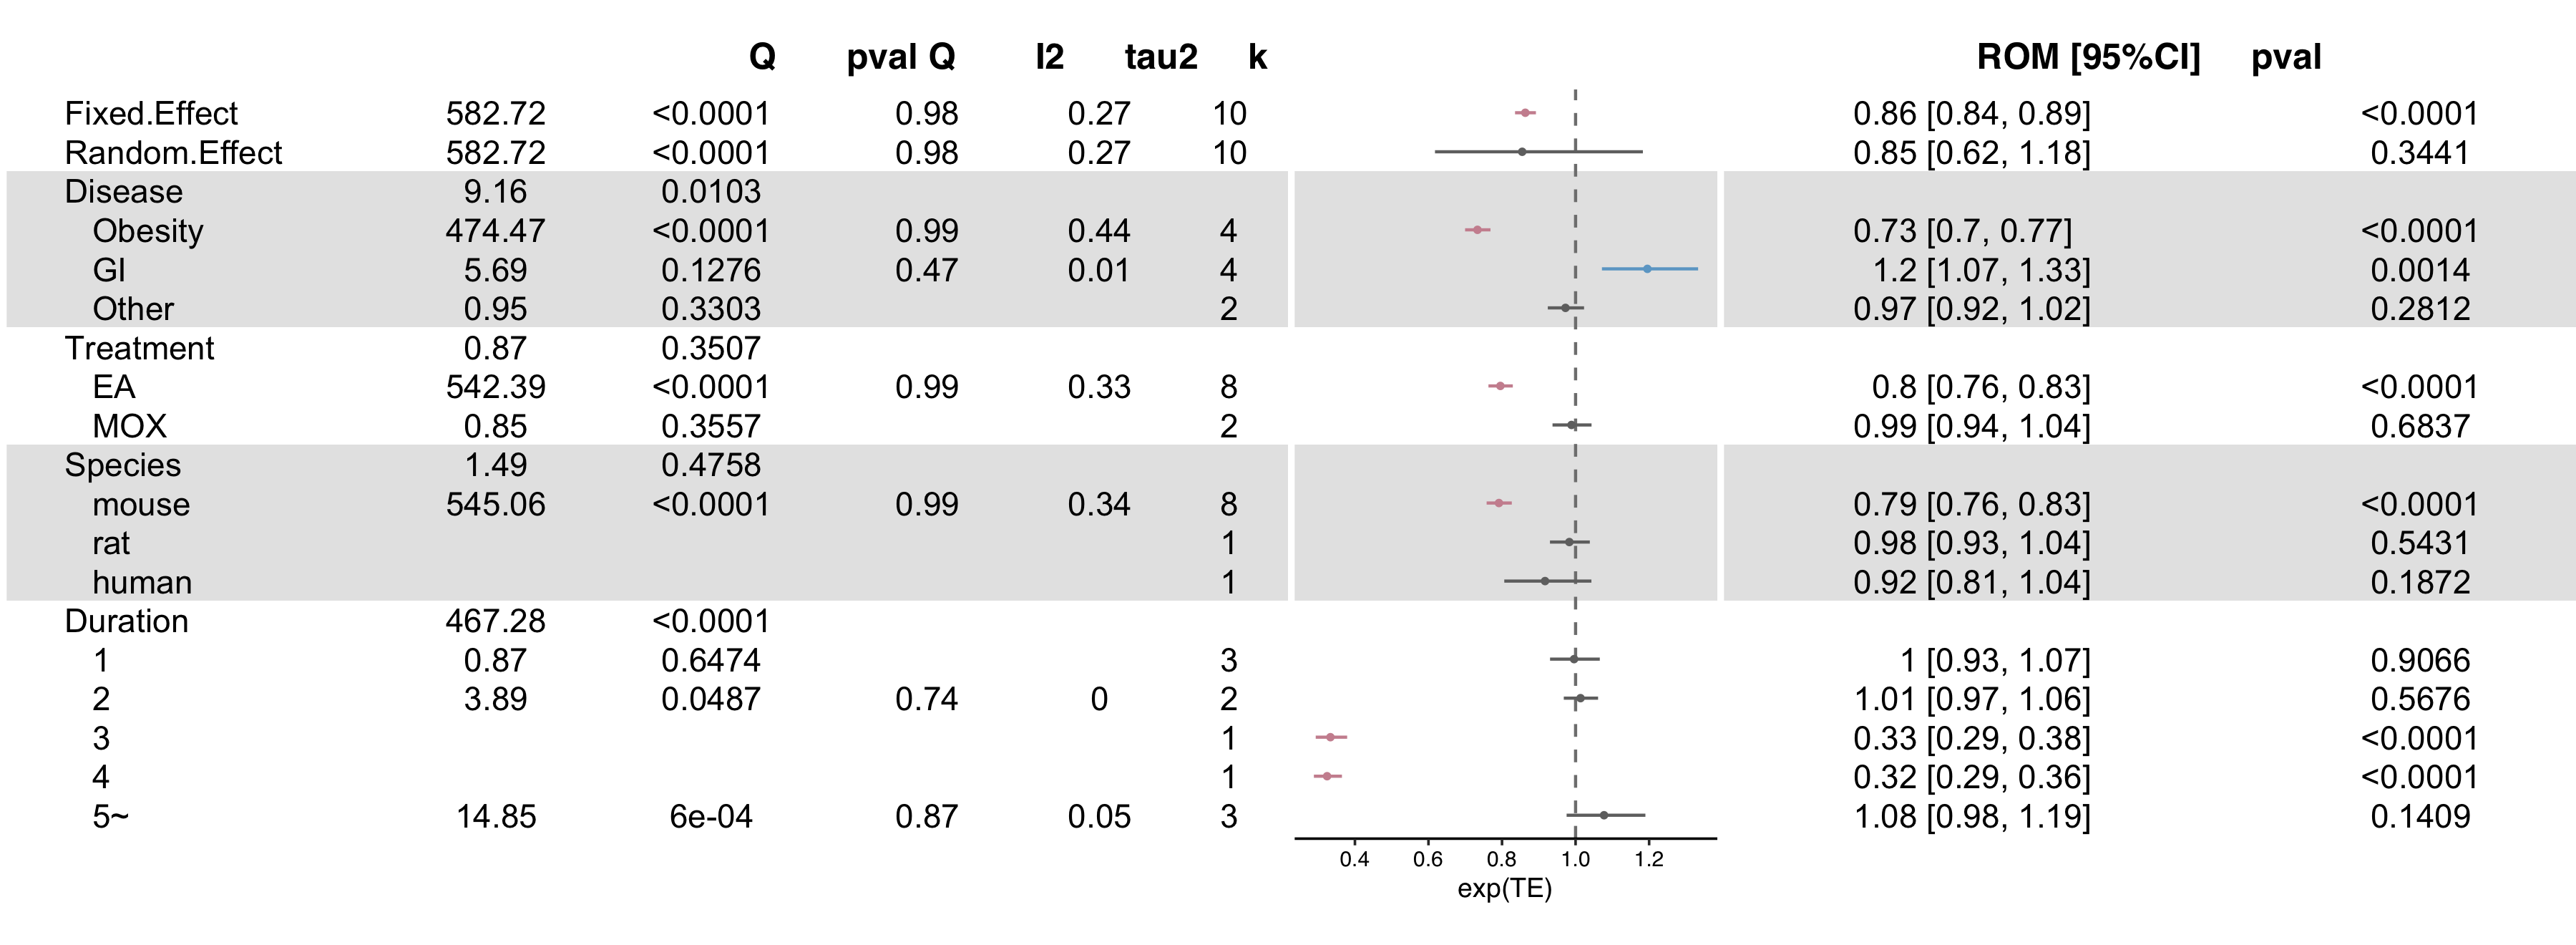 Q pval Q I2 tau2 k ROM [95%CI] pval
Fixed.Effect 582.72 <0.0001 0.98 0.27 10 0.86 [0.84, 0.89] <0.0001
Random.Effect 582.72 <0.0001 0.98 0.27 10 0.85 [0.62, 1.18] 0.3441
Disease 9.16 0.0103
Obesity 474.47 <0.0001 0.99 0.44 4 0.73 [0.7, 0.77] <0.0001
GI 5.69 0.1276 0.47 0.01 4 1.2 [1.07, 1.33] 0.0014
Other 0.95 0.3303 2 0.97 [0.92, 1.02] 0.2812
Treatment 0.87 0.3507
EA 542.39 <0.0001 0.99 0.33 8 0.8 [0.76, 0.83] <0.0001
MOX 0.85 0.3557 2 0.99 [0.94, 1.04] 0.6837
Species 1.49 0.4758
mouse 545.06 <0.0001 0.99 0.34 8 0.79 [0.76, 0.83] <0.0001
rat 1 0.98 [0.93, 1.04] 0.5431
human 1 0.92 [0.81, 1.04] 0.1872
Duration 467.28 <0.0001
1 0.87 0.6474 3 1 [0.93, 1.07] 0.9066
2 3.89 0.0487 0.74 0 2 1.01 [0.97, 1.06] 0.5676
3 1 0.33 [0.29, 0.38] <0.0001
4 1 0.32 [0.29, 0.36] <0.0001
5~ 14.85 6e-04 0.87 0.05 3 1.08 [0.98, 1.19] 0.1409
0.4 0.6 0.8 1.0 1.2
exp(TE)